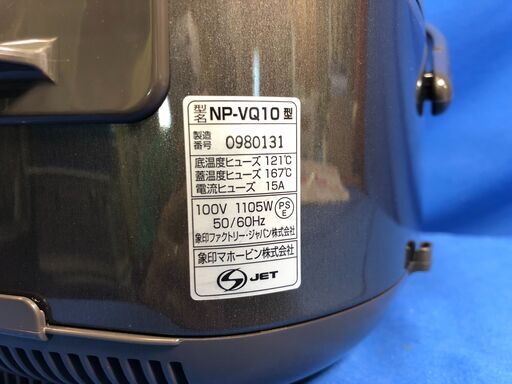 型名 NP-VQ10 型
製造番号 0980131
底温度ヒューズ 121℃
蓋温度ヒューズ 167℃
電流ヒューズ 15A
100V 1105W
50/60Hz
PSE
象印ファクトリー・ジャパン株式会社
象印マホービン株式会社
JET